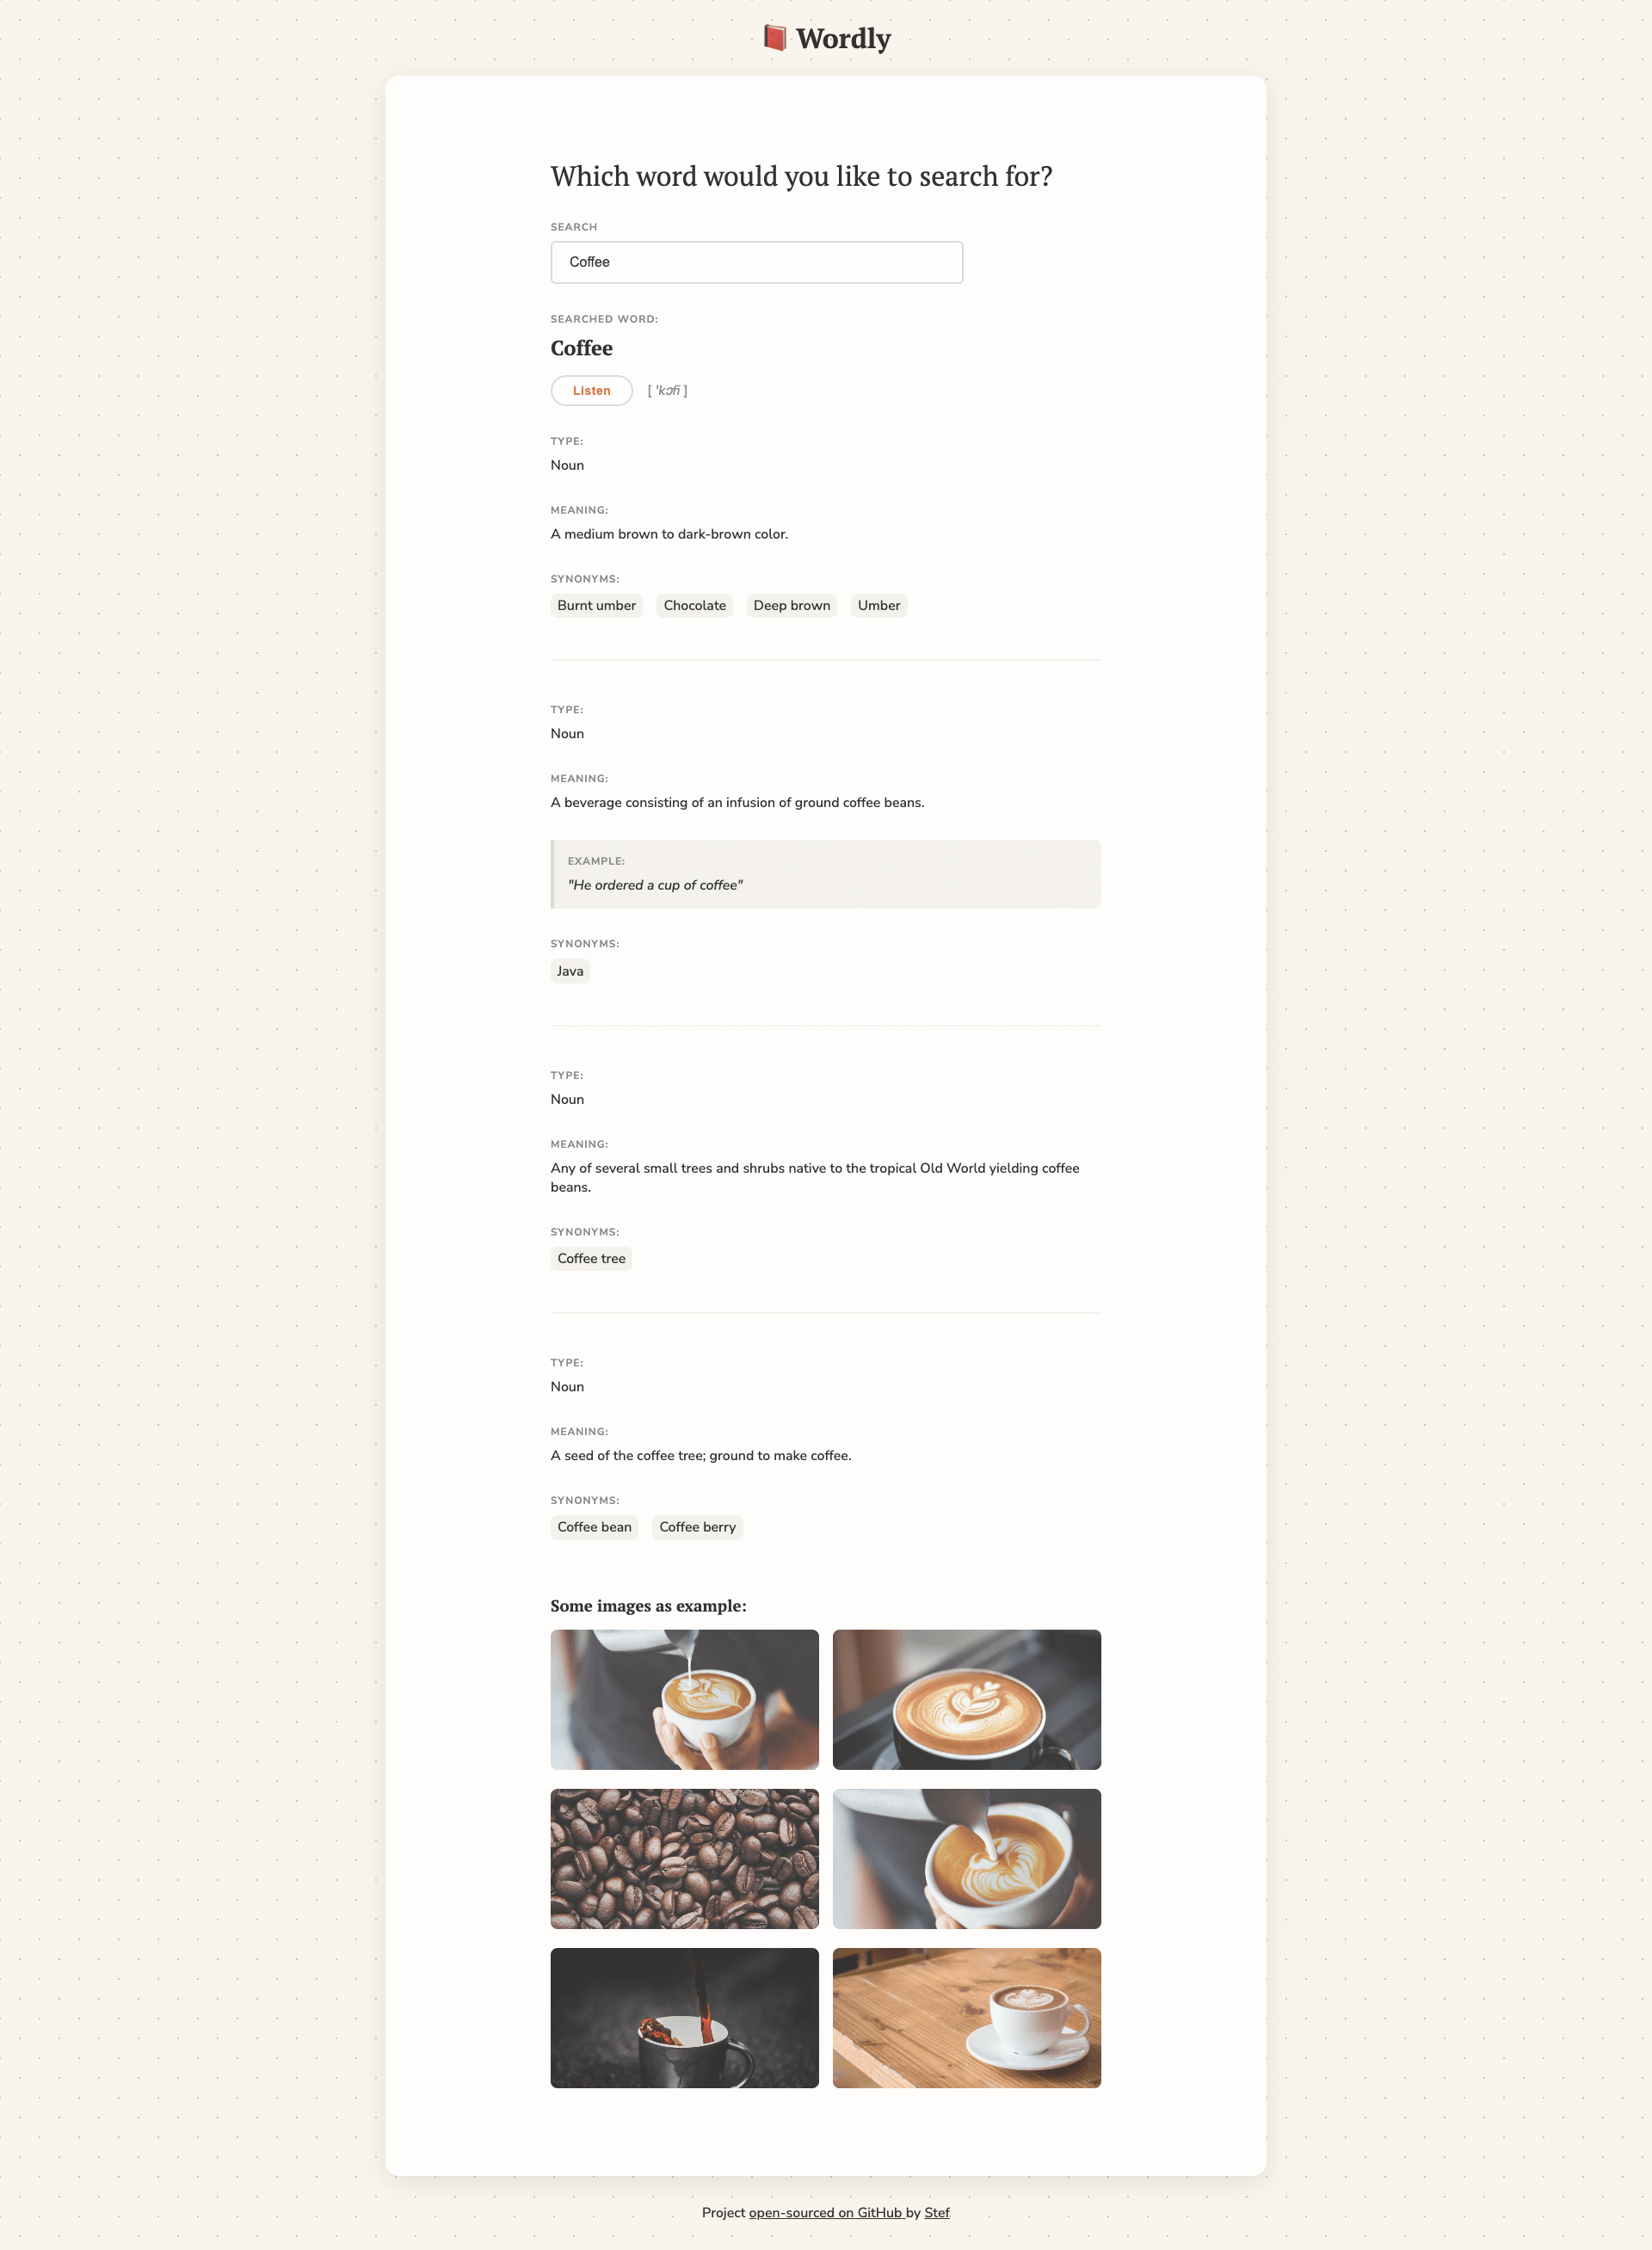 Wordly
Which word would you like to search for?
SEARCH
Coffee
SEARCHED WORD:
Coffee
Listen [ 'kɔfi ]
TYPE:
Noun
MEANING:
A medium brown to dark-brown color.
SYNONYMS:
Burnt umber Chocolate Deep brown Umber
TYPE:
Noun
MEANING:
A beverage consisting of an infusion of ground coffee beans.
EXAMPLE:
"He ordered a cup of coffee"
SYNONYMS:
Java
TYPE:
Noun
MEANING:
Any of several small trees and shrubs native to the tropical Old World yielding coffee
beans.
SYNONYMS:
Coffee tree
TYPE:
Noun
MEANING:
A seed of the coffee tree; ground to make coffee.
SYNONYMS:
Coffee bean Coffee berry
Some images as example:
Project open-sourced on GitHub by Stef